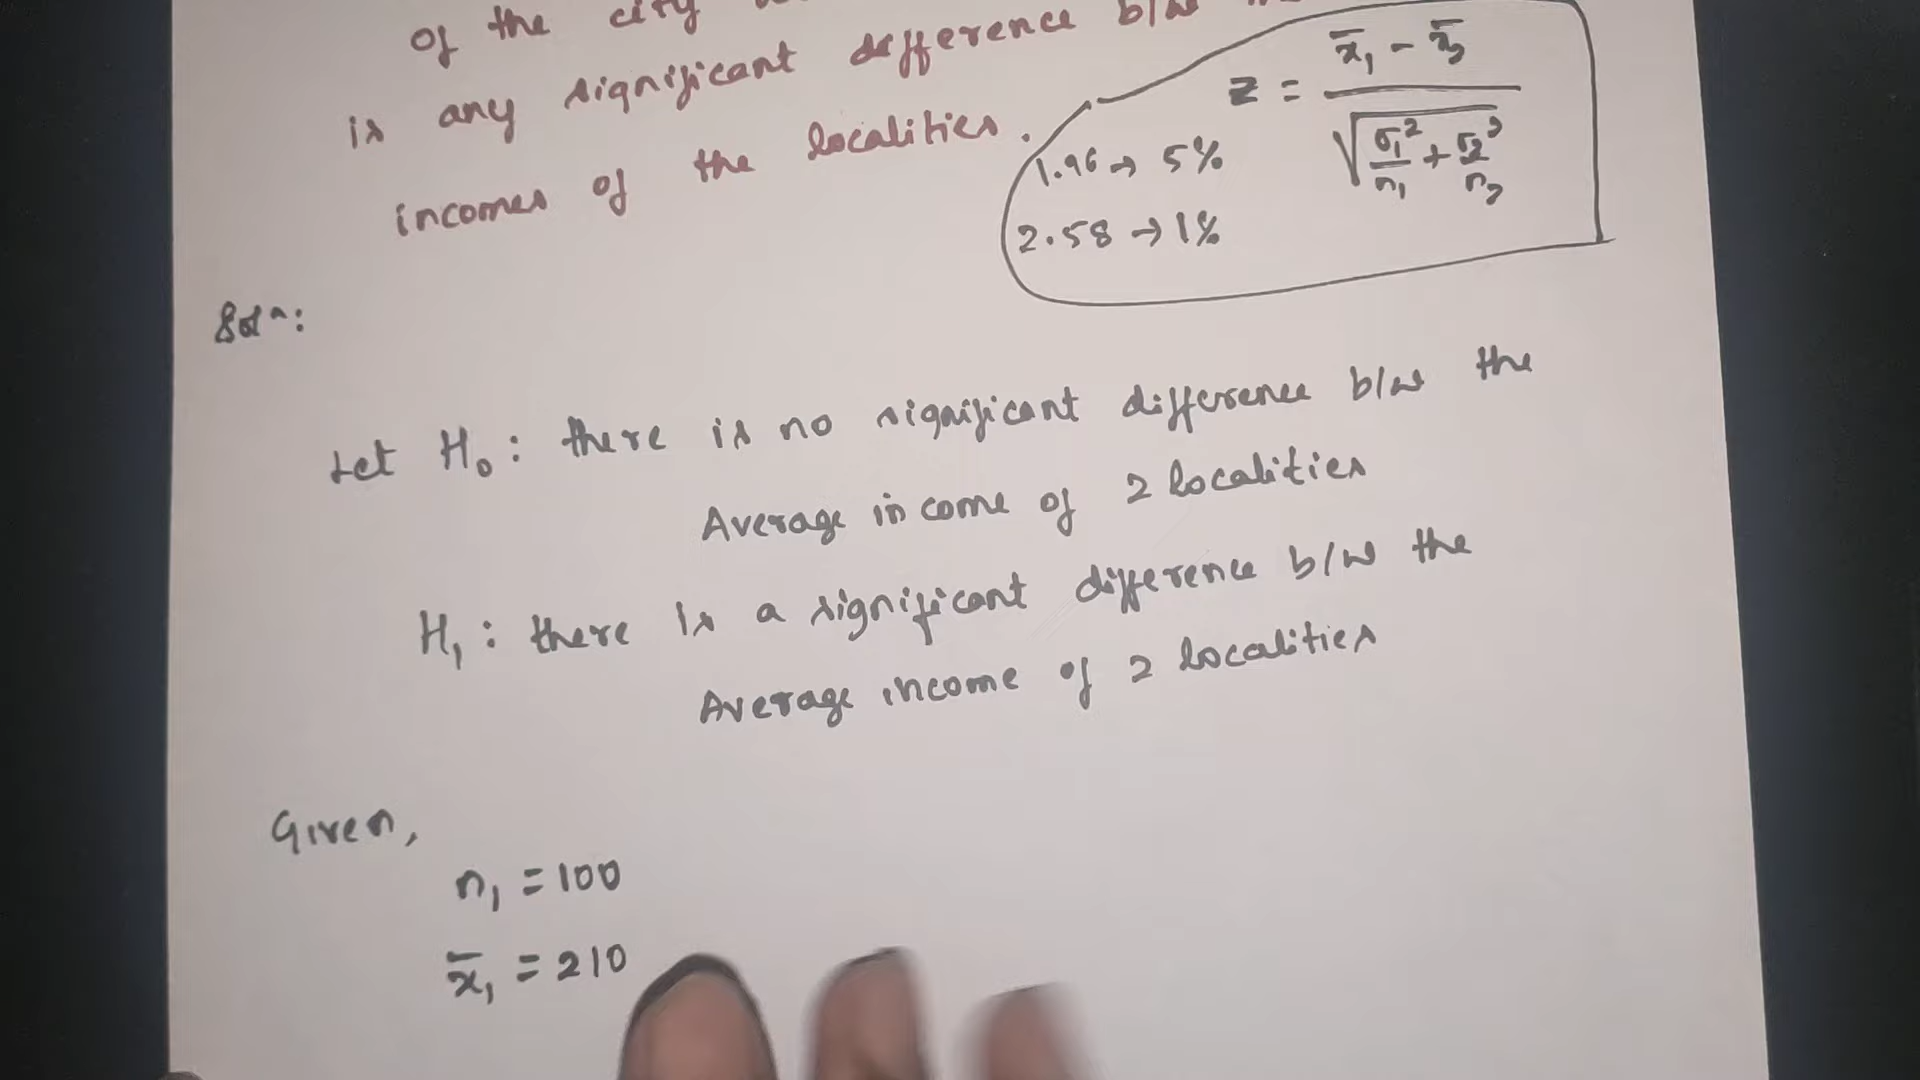 of the city
is any significant difference b/w
incomes of the localities.
z = x̄₁ - x̄₂ / √(σ₁²/n₁ + σ₂²/n₂)
1.96 → 5%
2.58 → 1%
Solⁿ:
Let H₀ : there is no significant difference b/w the
Average income of 2 localities
H₁ : there is a significant difference b/w the
Average income of 2 localities
Given,
n₁ = 100
x̄₁ = 210